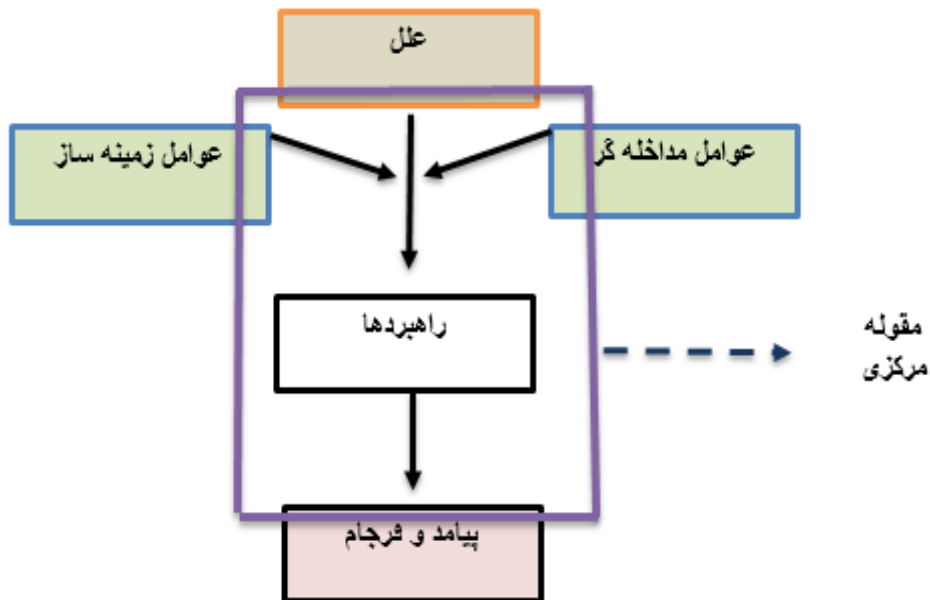 علل
عوامل مداخله گر
عوامل زمینه ساز
راهبردها
مقوله
مرکزی
پیامد و فرجام